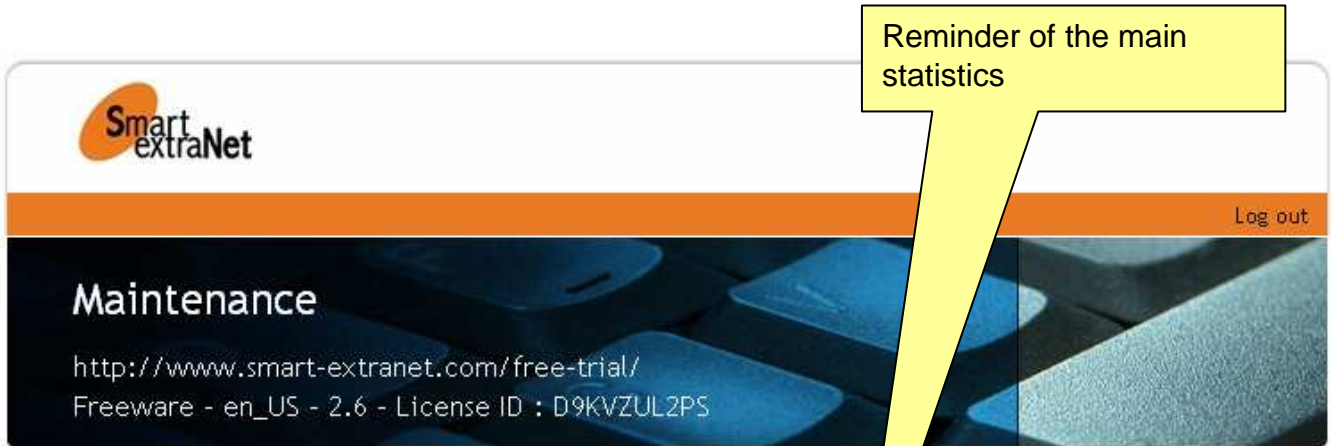 Reminder of the main
statistics
Smart
extraNet
Log out
Maintenance
http://www.smart-extranet.com/free-trial/
Freeware - en_US - 2.6 - License ID : D9KVZUL2PS